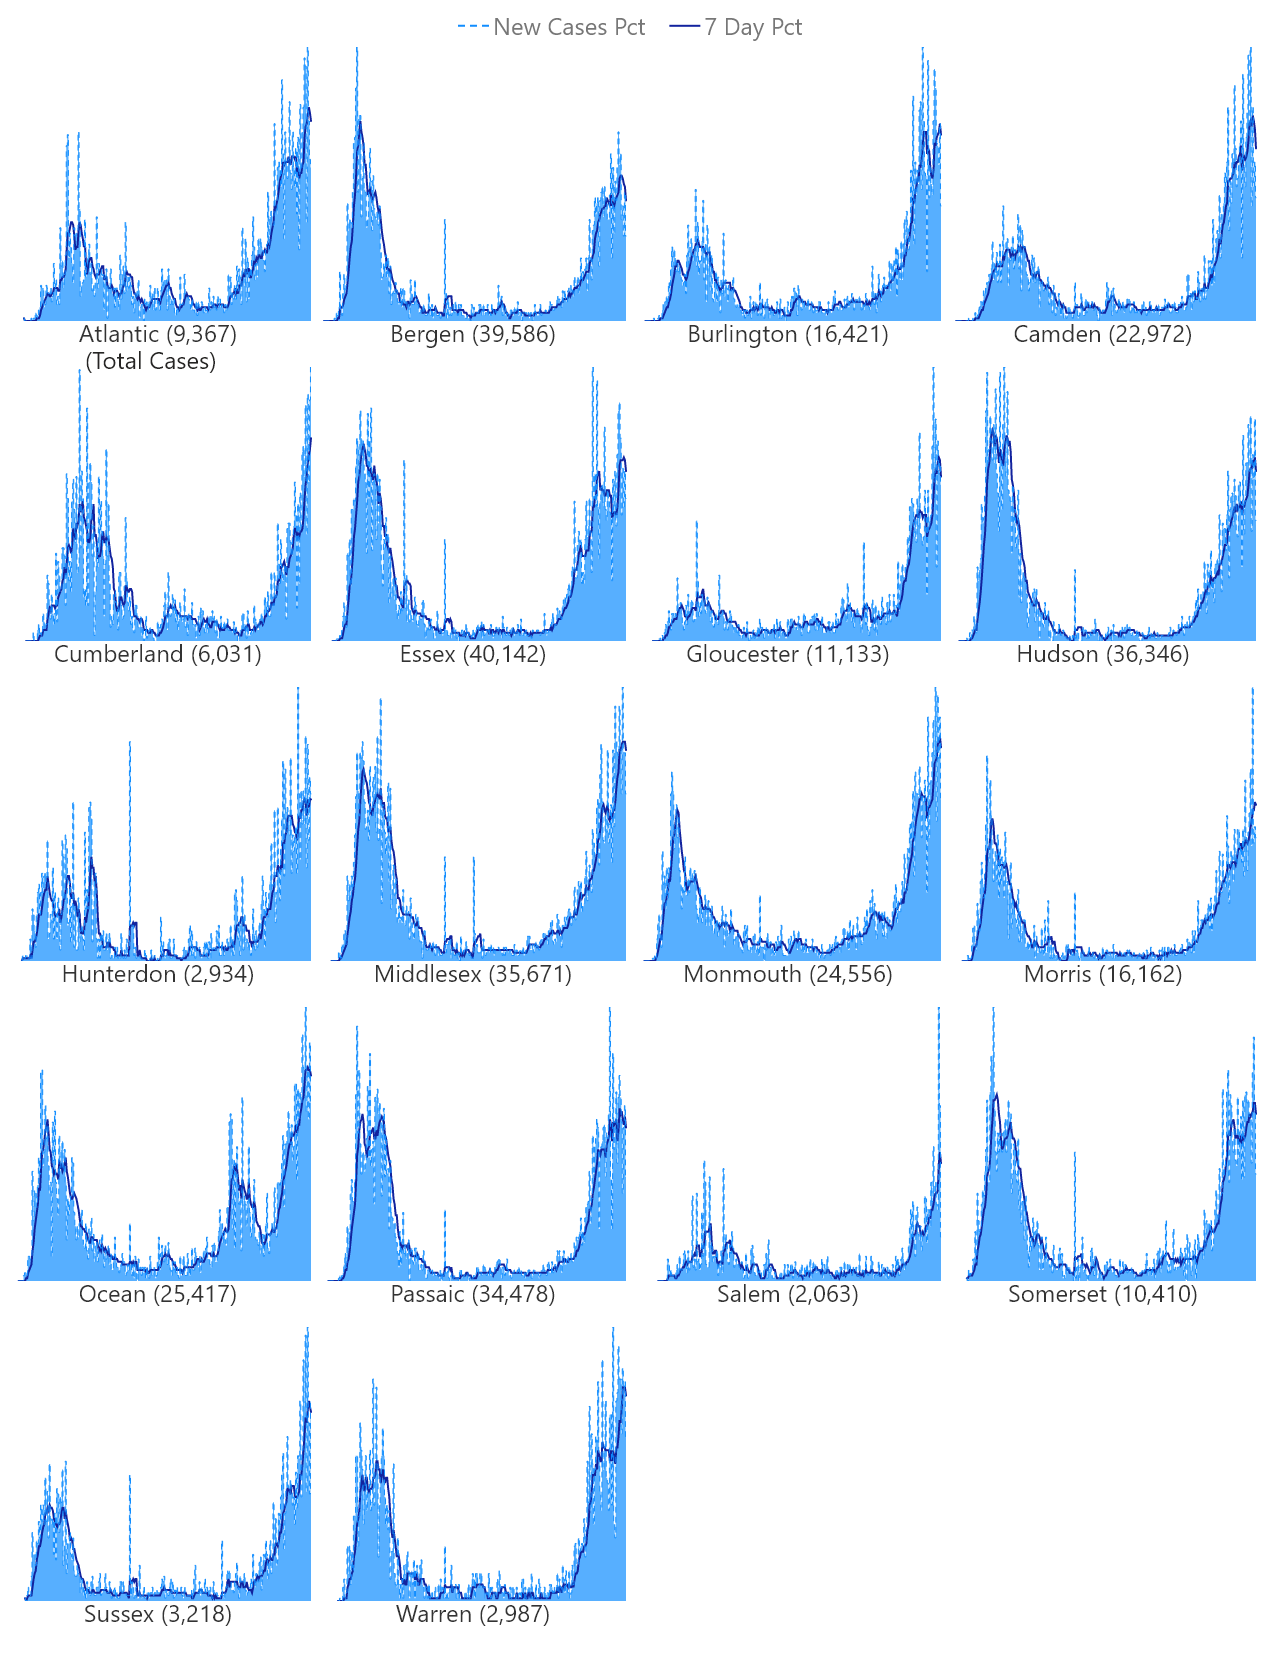 New Cases Pct 7 Day Pct
Atlantic (9,367) Bergen (39,586) Burlington (16,421) Camden (22,972)
(Total Cases)
Cumberland (6,031) Essex (40,142) Gloucester (11,133) Hudson (36,346)
Hunterdon (2,934) Middlesex (35,671) Monmouth (24,556) Morris (16,162)
Ocean (25,417) Passaic (34,478) Salem (2,063) Somerset (10,410)
Sussex (3,218) Warren (2,987)